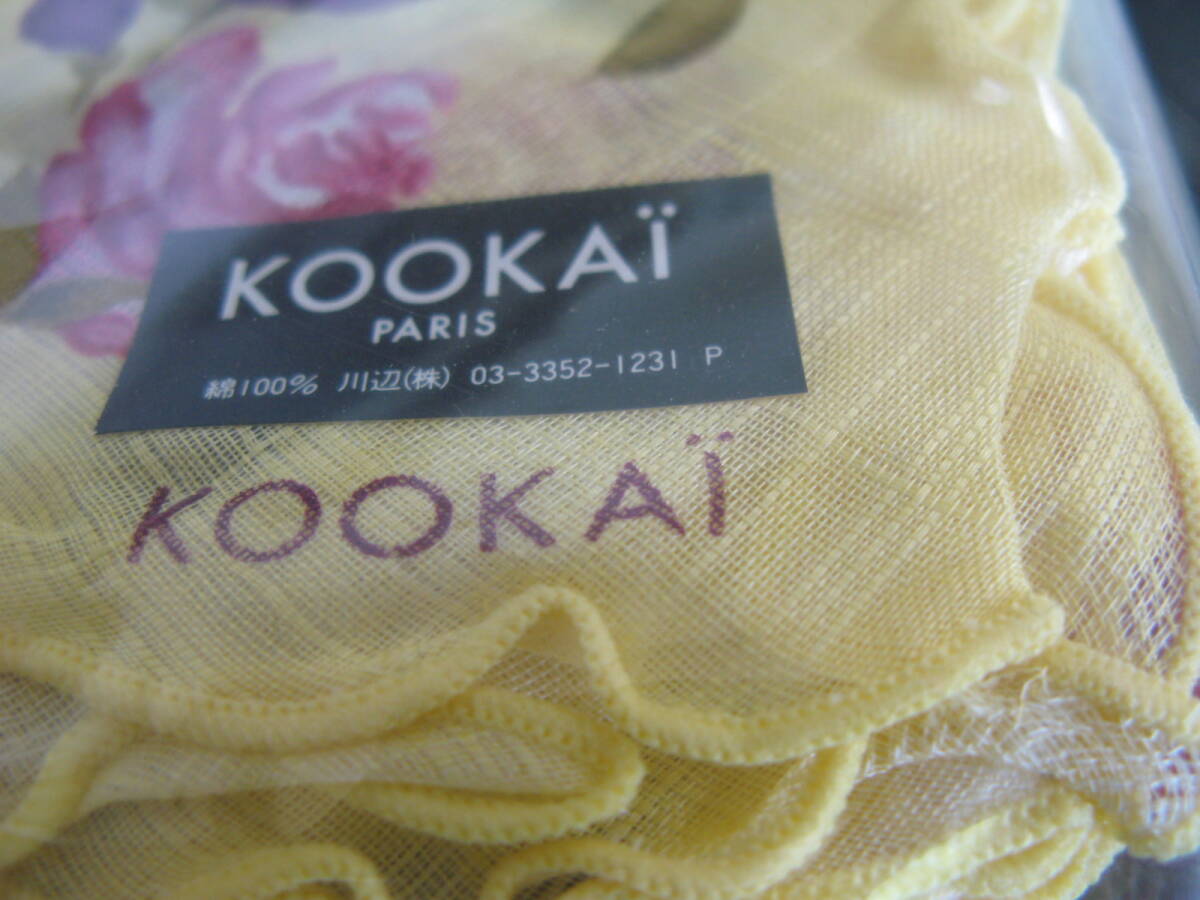 KOOKAÏ
PARIS
綿100% 川辺(株) 03-3352-1231 P
KOOKAÏ